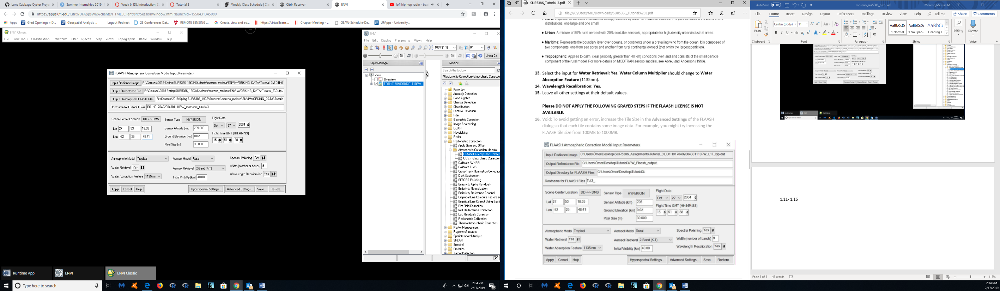 Lone Cabbage Oyster Proje
Summer Internships 2019 |
Week 6: IDL Introduction: S
Tutorial 3
Weekly Class Schedule | Cla
Citrix Receiver
ENVI
lofi hip hop radio - bea
https://apps.ufl.edu/Citrix/UFAppsWeb/clients/HTML5Client/src/SessionWindow.html?launchid=1550431345080
Apps
Grad Openings » D...
Geospatial Analysis ...
Logout Redirect
23 Conferences Dat...
REMOTE SENSING ...
Create, view and ed...
https://virtuallearn...
Chapter Meeting – ...
GSAW-Schedule-De...
UFApps - University...
ENVI Classic
File Basic Tools Classification Transform Filter Spectral Map Vector Topographic Radar Window Help
FLAASH Atmospheric Correction Model Input Parameters
Input Radiance Image R:\Courses\2019-Spring-SUR5386_19C3\Students\moreno_melissa\ENVI\WORKING_DATA\Tutorial_3\EO1H0
Output Reflectance File R:\Courses\2019-Spring-SUR5386_19C3\Students\moreno_melissa\ENVI\WORKING_DATA\Tutorial_3\Outpu
Output Directory for FLAASH Files R:\Courses\2019-Spring-SUR5386_19C3\Students\moreno_melissa\ENVI\WORKING_DATA\Tutoria
Rootname for FLAASH Files EO1H0170402004301110PW_rootname_tutorial3
Scene Center Location DD <-> DMS Sensor Type HYPERION Flight Date
Oct 27 2004
Lat 27 53 18.35 Sensor Altitude (km) 705.000
Flight Time GMT (HH:MM:SS)
Lon -82 25 48.41 Ground Elevation (km) 0.020 15 51 38
Pixel Size (m) 30.000
Atmospheric Model Tropical Aerosol Model Rural Spectral Polishing Yes
Water Retrieval Yes Aerosol Retrieval 2-Band (K-T) Width (number of bands) 9
Water Absorption Feature 1135 nm Initial Visibility (km) 40.00 Wavelength Recalibration Yes
Apply Cancel Help Hyperspectral Settings... Advanced Settings... Save... Restore...
ENVI
File Edit Display Placemarks Views Help
100% (1:1) 0°
50 20 Linear 2%
Layer Manager
View
Overview
EO1H0170402004301110PW_
Toolbox
Search the toolbox
/Radiometric Correction/Atmospheric Correctio
Favorites
Anomaly Detection
Band Algebra
Change Detection
Classification
Feature Extraction
Filter
Geometric Correction
Image Sharpening
LiDAR
Mosaicking
Radar
Radiometric Correction
Apply Gain and Offset
Atmospheric Correction Module
FLAASH Atmospheric Correcti
QUick Atmospheric Correction
Calibrate AVHRR
Calibrate TIMS
Cross-Track Illumination Correction
Dark Subtraction
EFFORT Polishing
Emissivity Alpha Residuals
Emissivity Normalization
Emissivity Reference Channel
Empirical Line Compute Factors a
Empirical Line Correct Using Exist
Flat Field Correction
IAR Reflectance Correction
Log Residuals Correction
Radiometric Calibration
Thermal Atmospheric Correction
Raster Management
Regions of Interest
Spatiotemporal Analysis
SPEAR
Spectral
Statistics
Target Detection
Runtime App
ENVI
ENVI Classic
Type here to search
2:34 PM
2/17/2019
SUR5386_Tutorial 3.pdf
file:///C:/Users/Mel/Downloads/SUR5386_Tutorial%203.pdf
distributions, one large and one small.
• Urban: A mixture of 80% rural aerosol with 20% soot-like aerosols, appropriate for high-density urban/industrial areas.
• Maritime: Represents the boundary layer over oceans, or continents under a prevailing wind from the ocean. It is composed of
two components, one from sea spray and another from rural continental aerosol (that omits the largest particles).
• Tropospheric: Applies to calm, clear (visibility greater than 40 km) conditions over land and consists of the small-particle
component of the rural model. For more details on MODTRAN aerosol models, see Abreu and Anderson (1996).
13. Select the input for Water Retrieval: Yes. Water Column Multiplier should change to Water
Absorption Feature (1135nm).
14. Wavelength Recalibration: Yes.
15. Leave all other settings at their default values.
Please DO NOT APPLY THE FOLLOWING GRAYED STEPS IF THE FLAASH LICENSE IS NOT
AVAILABLE.
16. Void: To avoid getting an error, increase the Tile Size in the Advanced Settings of the FLAASH
dialog so that each tile contains some image data. For example, you might try increasing the
FLAASH tile size from 100MB to 1000MB.
FLAASH Atmospheric Correction Model Input Parameters
Input Radiance Image C:\Users\Omer\Desktop\SUR5386_Assignments\Tutorial_3\EO1H0170402004301110PW_L1T_bip.dat
Output Reflectance File C:\Users\Omer\Desktop\Tutorial3\PW_Flaash_output
Output Directory for FLAASH Files C:\Users\Omer\Desktop\Tutorial3\
Rootname for FLAASH Files Tut3_
Scene Center Location DD <-> DMS Sensor Type HYPERION Flight Date
Oct 27 2004
Lat 27 53 18.35 Sensor Altitude (km) 705
Flight Time GMT (HH:MM:SS)
Lon -82 25 48.41 Ground Elevation (km) 0.02 15 51 38
Pixel Size (m) 30.000
Atmospheric Model Tropical Aerosol Model Rural Spectral Polishing Yes
Water Retrieval Yes Aerosol Retrieval 2-Band (K-T) Width (number of bands) 9
Water Absorption Feature 1135 nm Initial Visibility (km) 40.00 Wavelength Recalibration Yes
Apply Cancel Help Hyperspectral Settings... Advanced Settings... Save... Restore...
AutoSave Off
moreno_sur5386_tutorial3
Moreno,Melissa M
File Home Insert Design Layout References Mailings Review View Help Tell me Share Comments
Paste
Clipboard
Calibri (Body) 11
Font
Paragraph
AaBbCcDc AaBbCcDc AaBbCc
¶ Normal ¶ No Spac... Heading 1
Styles
Editing
Dictate
Voice
1.11- 1.16
Page 3 of 3 43 words
115%
2:34 PM
2/17/2019